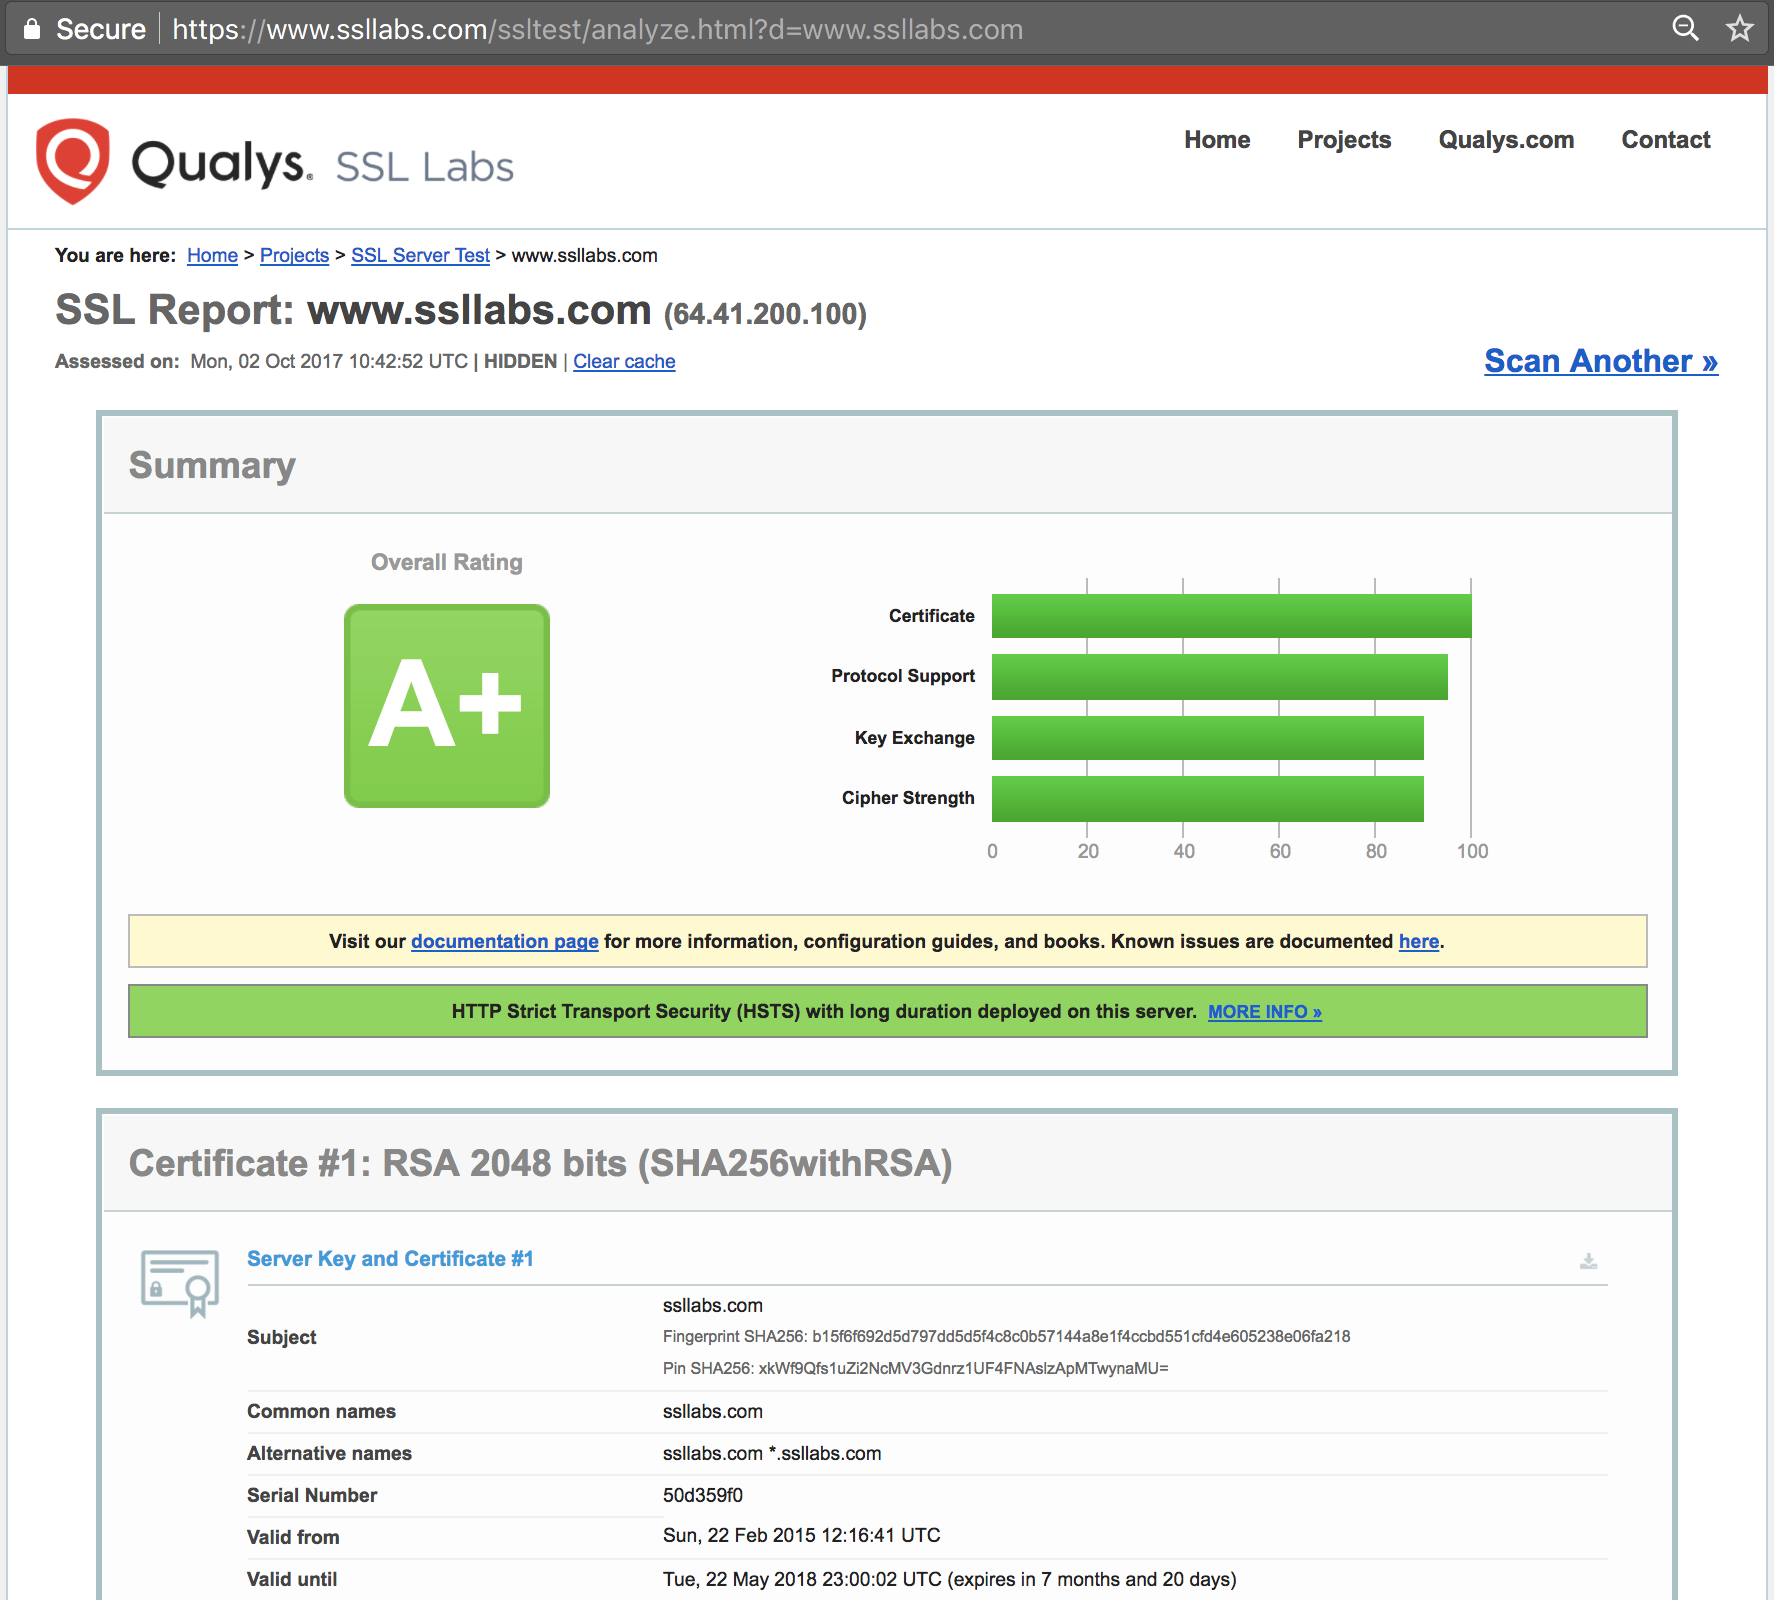 Secure https://www.ssllabs.com/ssltest/analyze.html?d=www.ssllabs.com
Qualys. SSL Labs
Home Projects Qualys.com Contact
You are here: Home > Projects > SSL Server Test > www.ssllabs.com
SSL Report: www.ssllabs.com (64.41.200.100)
Assessed on: Mon, 02 Oct 2017 10:42:52 UTC | HIDDEN | Clear cache
Scan Another »
Summary
Overall Rating
A+
Certificate
Protocol Support
Key Exchange
Cipher Strength
0 20 40 60 80 100
Visit our documentation page for more information, configuration guides, and books. Known issues are documented here.
HTTP Strict Transport Security (HSTS) with long duration deployed on this server. MORE INFO »
Certificate #1: RSA 2048 bits (SHA256withRSA)
Server Key and Certificate #1
Subject
ssllabs.com
Fingerprint SHA256: b15f6f692d5d797dd5d5f4c8c0b57144a8e1f4ccbd551cfd4e605238e06fa218
Pin SHA256: xkWf9Qfs1uZi2NcMV3Gdnrz1UF4FNAslzApMTwynaMU=
Common names ssllabs.com
Alternative names ssllabs.com *.ssllabs.com
Serial Number 50d359f0
Valid from Sun, 22 Feb 2015 12:16:41 UTC
Valid until Tue, 22 May 2018 23:00:02 UTC (expires in 7 months and 20 days)